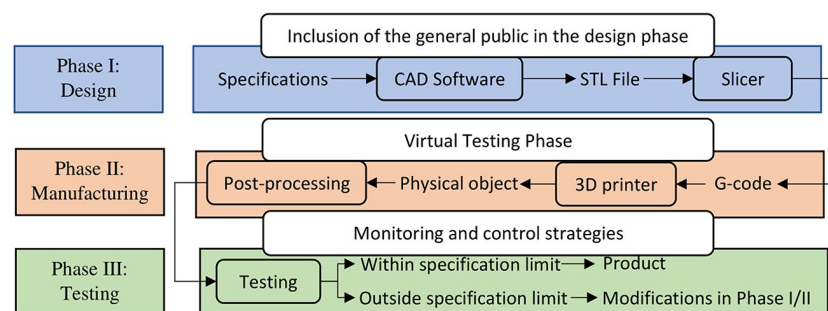 Inclusion of the general public in the design phase
Phase I:
Design
Specifications
CAD Software
STL File
Slicer
Virtual Testing Phase
Phase II:
Manufacturing
Post-processing
Physical object
3D printer
G-code
Monitoring and control strategies
Phase III:
Testing
Testing
Within specification limit
Product
Outside specification limit
Modifications in Phase I/II